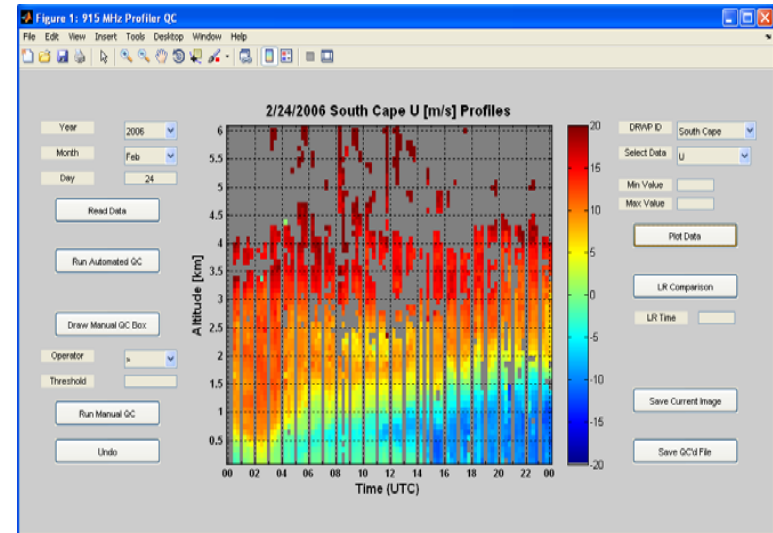 Figure 1: 915 MHz Profiler QC
File Edit View Insert Tools Desktop Window Help
2/24/2006 South Cape U [m/s] Profiles
Year 2006
Month Feb
Day 24
Read Data
Run Automated QC
Draw Manual QC Box
Operator >
Threshold
Run Manual QC
Undo
Altitude [km]
6
5.5
5
4.5
4
3.5
3
2.5
2
1.5
1
0.5
00 02 04 06 08 10 12 14 16 18 20 22 00
Time (UTC)
20
15
10
5
0
-5
-10
-15
-20
DRWP ID South Cape
Select Data U
Min Value
Max Value
Plot Data
LR Comparison
LR Time
Save Current Image
Save QC'd File